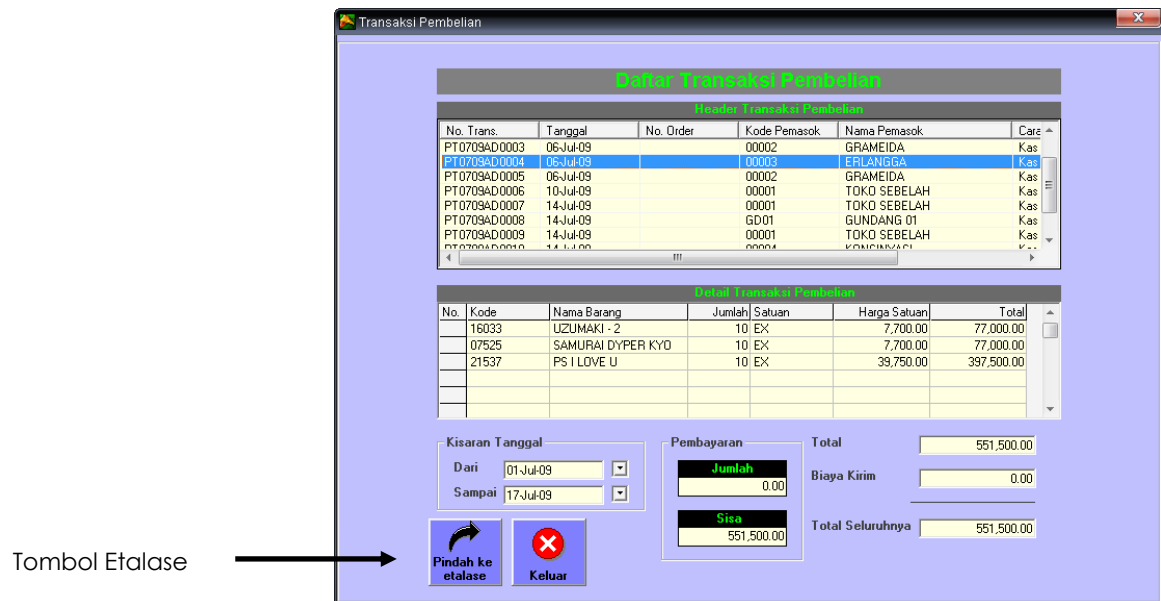 Transaksi Pembelian
Daftar Transaksi Pembelian
Header Transaksi Pembelian
No. Trans. Tanggal No. Order Kode Pemasok Nama Pemasok Cara
PT0709AD0003 06-Jul-09 00002 GRAMEIDA Kas
PT0709AD0004 06-Jul-09 00003 ERLANGGA Kas
PT0709AD0005 06-Jul-09 00002 GRAMEIDA Kas
PT0709AD0006 10-Jul-09 00001 TOKO SEBELAH Kas
PT0709AD0007 14-Jul-09 00001 TOKO SEBELAH Kas
PT0709AD0008 14-Jul-09 GD01 GUNDANG 01 Kas
PT0709AD0009 14-Jul-09 00001 TOKO SEBELAH Kas
Detail Transaksi Pembelian
No. Kode Nama Barang Jumlah Satuan Harga Satuan Total
16033 UZUMAKI - 2 10 EX 7,700.00 77,000.00
07525 SAMURAI DYPER KYO 10 EX 7,700.00 77,000.00
21537 PS I LOVE U 10 EX 39,750.00 397,500.00
Kisaran Tanggal
Dari 01-Jul-09
Sampai 17-Jul-09
Pembayaran
Jumlah
0.00
Sisa
551,500.00
Total 551,500.00
Biaya Kirim 0.00
Total Seluruhnya 551,500.00
Pindah ke
etalase
Keluar
Tombol Etalase